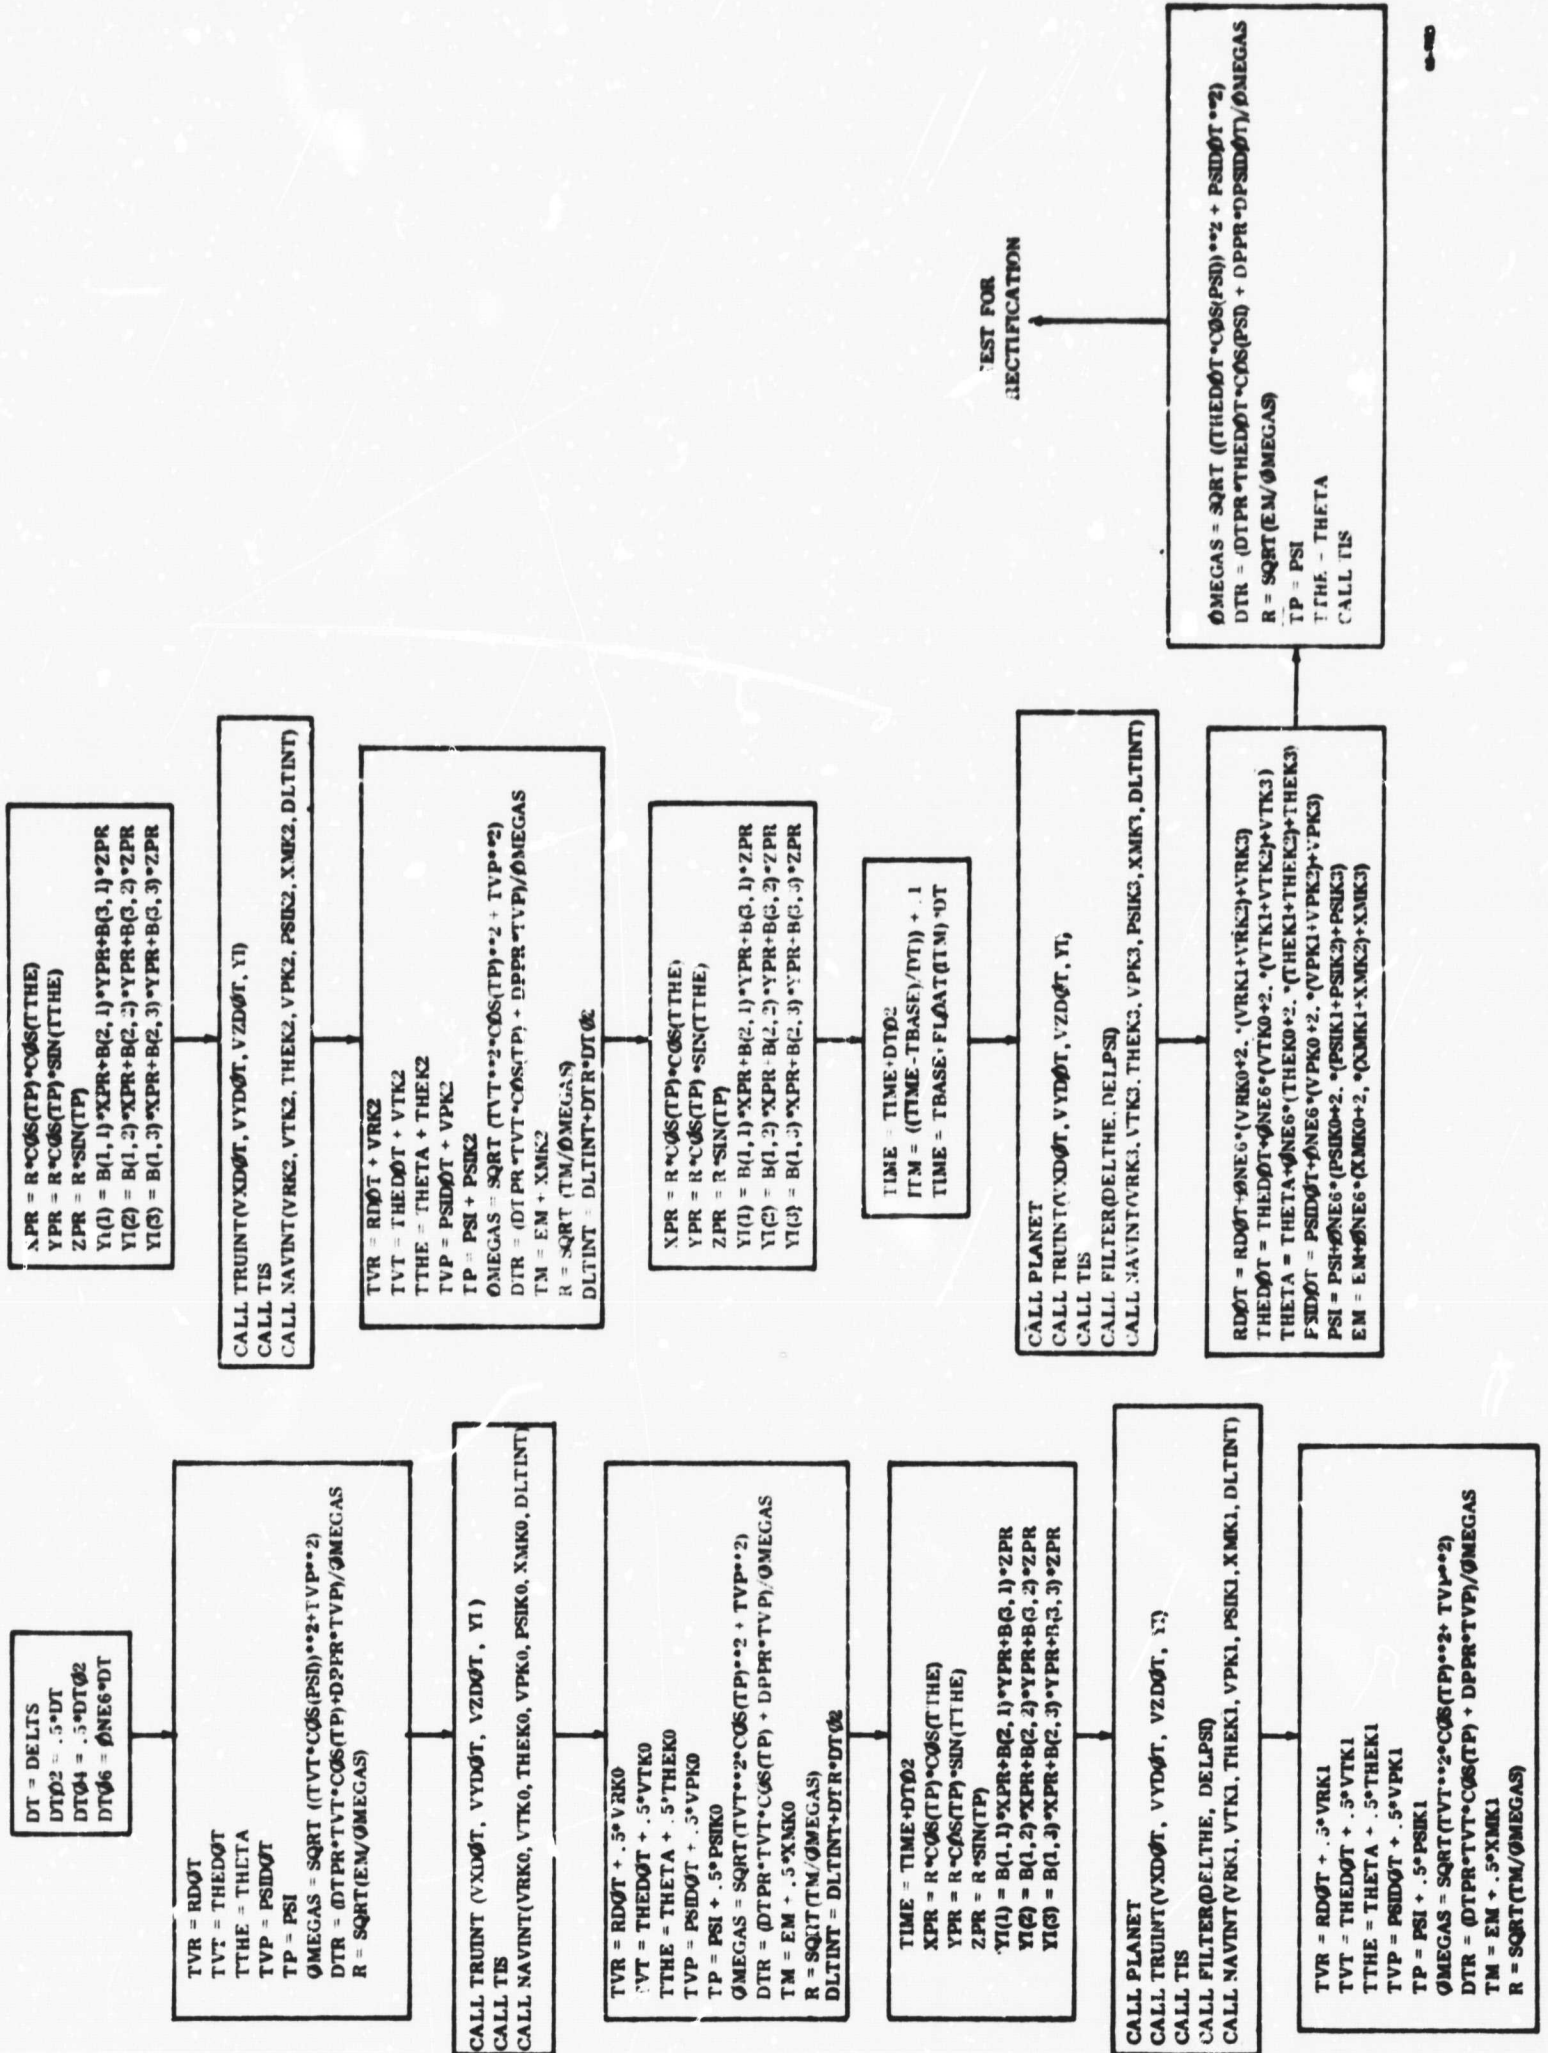 DT = DELTS
DTØ2 = .5*DT
DTØ4 = .5*DTØ2
DTØ6 = ØNE6*DT
TVR = RDØT
TVT = THEDØT
TTHE = THETA
TVP = PSIDØT
TP = PSI
ØMEGAS = SQRT ((TVT*CØS(PSI))**2+TVP**2)
DTR = (DTPR*TVT*CØS(TP)+DPPR*TVP)/ØMEGAS
R = SQRT(EM/ØMEGAS)
CALL TRUINT (VXDØT, VYDØT, VZDØT, YI)
CALL TIS
CALL NAVINT(VRK0, VTK0, THEK0, VPK0, PSIK0, XMK0, DLTINT)
TVR = RDØT + .5*VRK0
TVT = THEDØT + .5*VTK0
TTHE = THETA + .5*THEK0
TVP = PSIDØT + .5*VPK0
TP = PSI + .5*PSIK0
ØMEGAS = SQRT(TVT**2*CØS(TP)**2 + TVP**2)
DTR = (DTPR*TVT*CØS(TP) + DPPR*TVP)/ØMEGAS
TM = EM + .5*XMK0
R = SQRT(TM/ØMEGAS)
DLTINT = DLTINT+DTR*DTØ2
TIME = TIME+DTØ2
XPR = R*CØS(TP)*CØS(TTHE)
YPR = R*CØS(TP)*SIN(TTHE)
ZPR = R*SIN(TP)
YI(1) = B(1,1)*XPR+B(2,1)*YPR+B(3,1)*ZPR
YI(2) = B(1,2)*XPR+B(2,2)*YPR+B(3,2)*ZPR
YI(3) = B(1,3)*XPR+B(2,3)*YPR+B(3,3)*ZPR
CALL PLANET
CALL TRUINT(VXDØT, VYDØT, VZDØT, YI)
CALL TIS
CALL FILTER(DELTHE, DELPSI)
CALL NAVINT(VRK1, VTK1, THEK1, VPK1, PSIK1, XMK1, DLTINT)
TVR = RDØT + .5*VRK1
TVT = THEDØT + .5*VTK1
TTHE = THETA + .5*THEK1
TVP = PSIDØT + .5*VPK1
TP = PSI + .5*PSIK1
ØMEGAS = SQRT(TVT**2*CØS(TP)**2+ TVP**2)
DTR = (DTPR*TVT*CØS(TP) + DPPR*TVP)/ØMEGAS
TM = EM + .5*XMK1
R = SQRT(TM/ØMEGAS)
XPR = R*CØS(TP)*CØS(TTHE)
YPR = R*CØS(TP)*SIN(TTHE)
ZPR = R*SIN(TP)
YI(1) = B(1,1)*XPR+B(2,1)*YPR+B(3,1)*ZPR
YI(2) = B(1,2)*XPR+B(2,2)*YPR+B(3,2)*ZPR
YI(3) = B(1,3)*XPR+B(2,3)*YPR+B(3,3)*ZPR
CALL TRUINT(VXDØT, VYDØT, VZDØT, YI)
CALL TIS
CALL NAVINT(VRK2, VTK2, THEK2, VPK2, PSIK2, XMK2, DLTINT)
TVR = RDØT + VRK2
TVT = THEDØT + VTK2
TTHE = THETA + THEK2
TVP = PSIDØT + VPK2
TP = PSI + PSIK2
ØMEGAS = SQRT (TVT**2*CØS(TP)**2 + TVP**2)
DTR = (DTPR*TVT*CØS(TP) + DPPR*TVP)/ØMEGAS
TM = EM + XMK2
R = SQRT (TM/ØMEGAS)
DLTINT = DLTINT+DTR*DTØ2
XPR = R*CØS(TP)*CØS(TTHE)
YPR = R*CØS(TP)*SIN(TTHE)
ZPR = R*SIN(TP)
YI(1) = B(1,1)*XPR+B(2,1)*YPR+B(3,1)*ZPR
YI(2) = B(1,2)*XPR+B(2,2)*YPR+B(3,2)*ZPR
YI(3) = B(1,3)*XPR+B(2,3)*YPR+B(3,3)*ZPR
TIME = TIME+DTØ2
ITM = ((TIME-TBASE)/DT) + .1
TIME = TBASE+FLØAT(ITM)*DT
CALL PLANET
CALL TRUINT(VXDØT, VYDØT, VZDØT, YI)
CALL TIS
CALL FILTER(DELTHE, DELPSI)
CALL NAVINT(VRK3, VTK3, THEK3, VPK3, PSIK3, XMK3, DLTINT)
RDØT = RDØT+ØNE6*(VRK0+2.*(VRK1+VRK2)+VRK3)
THEDØT = THEDØT+ØNE6*(VTK0+2.*(VTK1+VTK2)+VTK3)
THETA = THETA+ØNE6*(THEK0+2.*(THEK1+THEK2)+THEK3)
PSIDØT = PSIDØT+ØNE6*(VPK0+2.*(VPK1+VPK2)+VPK3)
PSI = PSI+ØNE6*(PSIK0+2.*(PSIK1+PSIK2)+PSIK3)
EM = EM+ØNE6*(XMK0+2.*(XMK1+XMK2)+XMK3)
ØMEGAS = SQRT ((THEDØT*CØS(PSI))**2 + PSIDØT**2)
DTR = (DTPR*THEDØT*CØS(PSI) + DPPR*DPSIDØT)/ØMEGAS
R = SQRT(EM/ØMEGAS)
TP = PSI
TTHE = THETA
CALL TIS
TEST FOR
RECTIFICATION